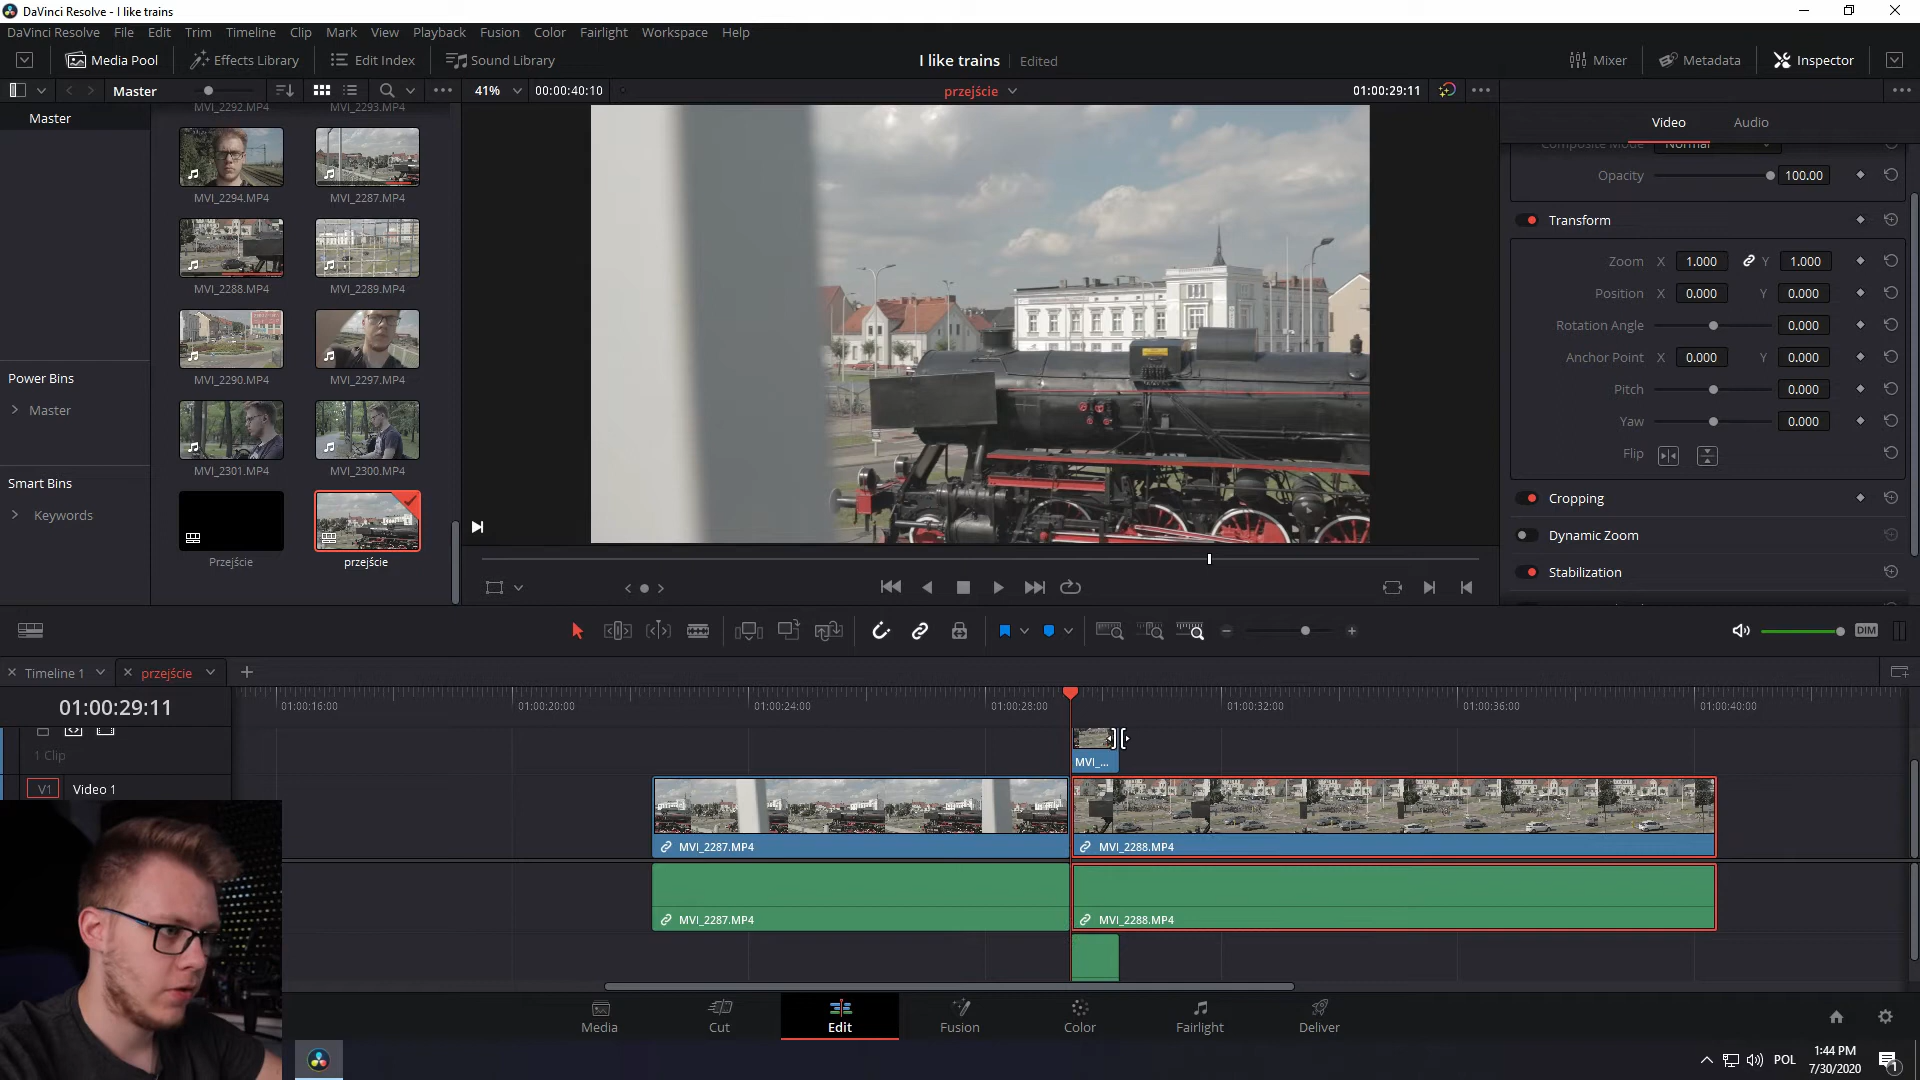 DaVinci Resolve - I like trains
DaVinci Resolve File Edit Trim Timeline Clip Mark View Playback Fusion Color Fairlight Workspace Help
Media Pool Effects Library Edit Index Sound Library I like trains Edited Mixer Metadata Inspector
Master 41% 00:00:40:10 przejście 01:00:29:11
Master
MVI_2292.MP4 MVI_2293.MP4
MVI_2294.MP4 MVI_2287.MP4
MVI_2288.MP4 MVI_2289.MP4
MVI_2290.MP4 MVI_2297.MP4
MVI_2301.MP4 MVI_2300.MP4
Przejście przejście
Power Bins
Master
Smart Bins
Keywords
Video Audio
Composite Mode Normal
Opacity 100.00
Transform
Zoom X 1.000 Y 1.000
Position X 0.000 Y 0.000
Rotation Angle 0.000
Anchor Point X 0.000 Y 0.000
Pitch 0.000
Yaw 0.000
Flip
Cropping
Dynamic Zoom
Stabilization
DIM
Timeline 1 przejście
01:00:29:11 01:00:16:00 01:00:20:00 01:00:24:00 01:00:28:00 01:00:32:00 01:00:36:00 01:00:40:00
1 Clip
MVI_...
V1 Video 1
MVI_2287.MP4 MVI_2288.MP4
MVI_2287.MP4 MVI_2288.MP4
Media Cut Edit Fusion Color Fairlight Deliver
POL 1:44 PM
7/30/2020
1